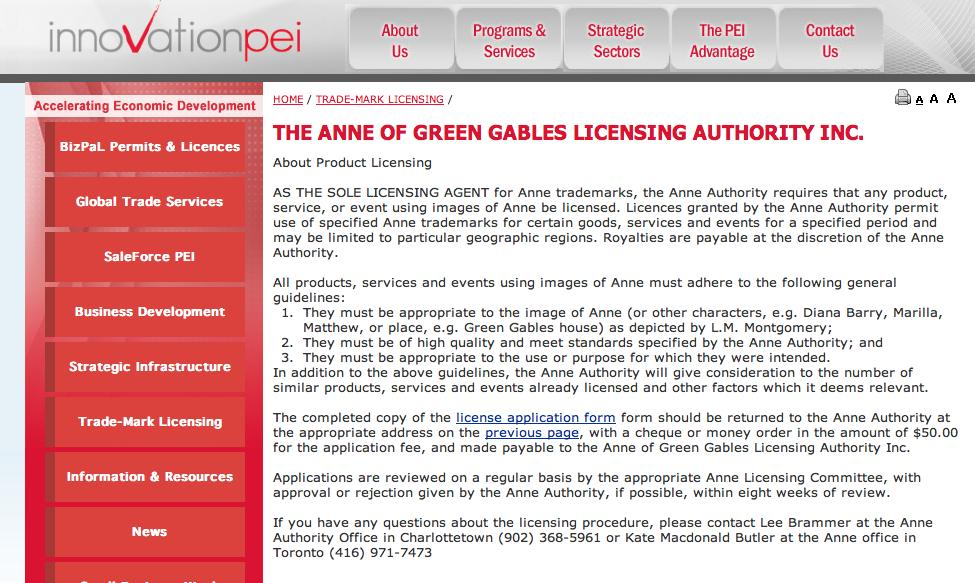 innovationpei
About Us
Programs & Services
Strategic Sectors
The PEI Advantage
Contact Us
Accelerating Economic Development
BizPaL Permits & Licences
Global Trade Services
SaleForce PEI
Business Development
Strategic Infrastructure
Trade-Mark Licensing
Information & Resources
News
HOME / TRADE-MARK LICENSING /
A A A
THE ANNE OF GREEN GABLES LICENSING AUTHORITY INC.
About Product Licensing
AS THE SOLE LICENSING AGENT for Anne trademarks, the Anne Authority requires that any product,
service, or event using images of Anne be licensed. Licences granted by the Anne Authority permit
use of specified Anne trademarks for certain goods, services and events for a specified period and
may be limited to particular geographic regions. Royalties are payable at the discretion of the Anne
Authority.
All products, services and events using images of Anne must adhere to the following general
guidelines:
1. They must be appropriate to the image of Anne (or other characters, e.g. Diana Barry, Marilla,
Matthew, or place, e.g. Green Gables house) as depicted by L.M. Montgomery;
2. They must be of high quality and meet standards specified by the Anne Authority; and
3. They must be appropriate to the use or purpose for which they were intended.
In addition to the above guidelines, the Anne Authority will give consideration to the number of
similar products, services and events already licensed and other factors which it deems relevant.
The completed copy of the license application form form should be returned to the Anne Authority at
the appropriate address on the previous page, with a cheque or money order in the amount of $50.00
for the application fee, and made payable to the Anne of Green Gables Licensing Authority Inc.
Applications are reviewed on a regular basis by the appropriate Anne Licensing Committee, with
approval or rejection given by the Anne Authority, if possible, within eight weeks of review.
If you have any questions about the licensing procedure, please contact Lee Brammer at the Anne
Authority Office in Charlottetown (902) 368-5961 or Kate Macdonald Butler at the Anne office in
Toronto (416) 971-7473